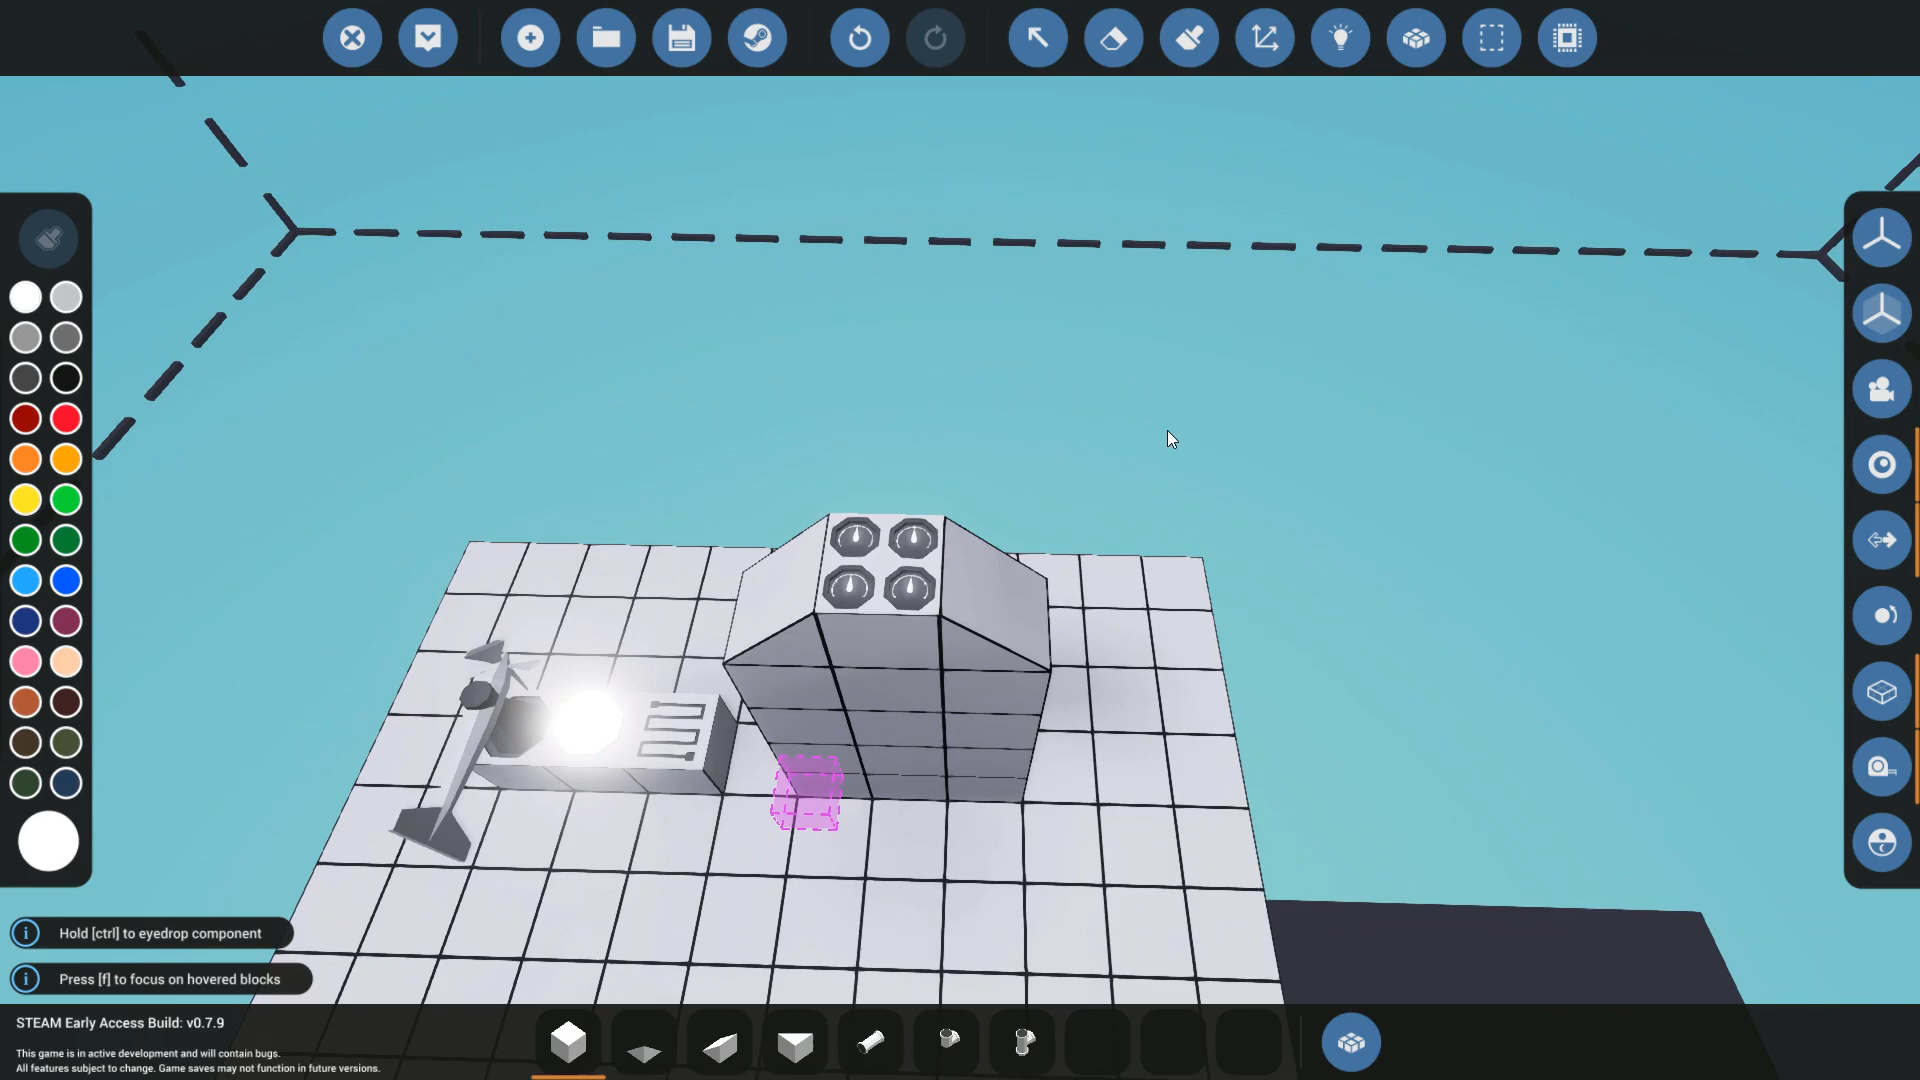 Hold [ctrl] to eyedrop component
Press [f] to focus on hovered blocks
STEAM Early Access Build: v0.7.9
This game is in active development and will contain bugs.
All features subject to change. Game saves may not function in future versions.